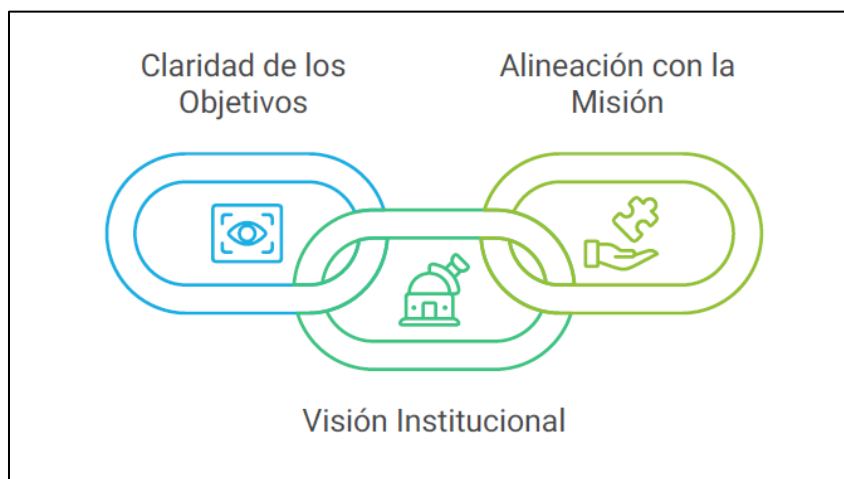 Claridad de los
Objetivos
Alineación con la
Misión
Visión Institucional